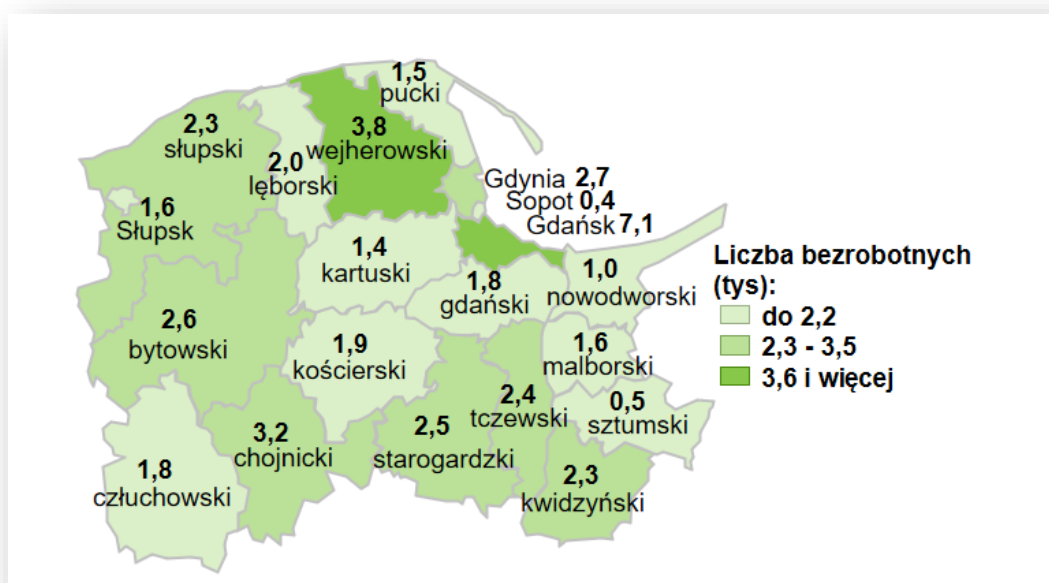 1,5
pucki
2,3
słupski
3,8
wejherowski
2,0
lęborski
Gdynia 2,7
Sopot 0,4
Gdańsk 7,1
1,6
Słupsk
1,4
kartuski
1,8
gdański
1,0
nowodworski
Liczba bezrobotnych
(tys):
do 2,2
2,3 - 3,5
3,6 i więcej
2,6
bytowski
1,9
kościerski
1,6
malborski
2,4
tczewski
0,5
sztumski
3,2
chojnicki
2,5
starogardzki
1,8
człuchowski
2,3
kwidzyński